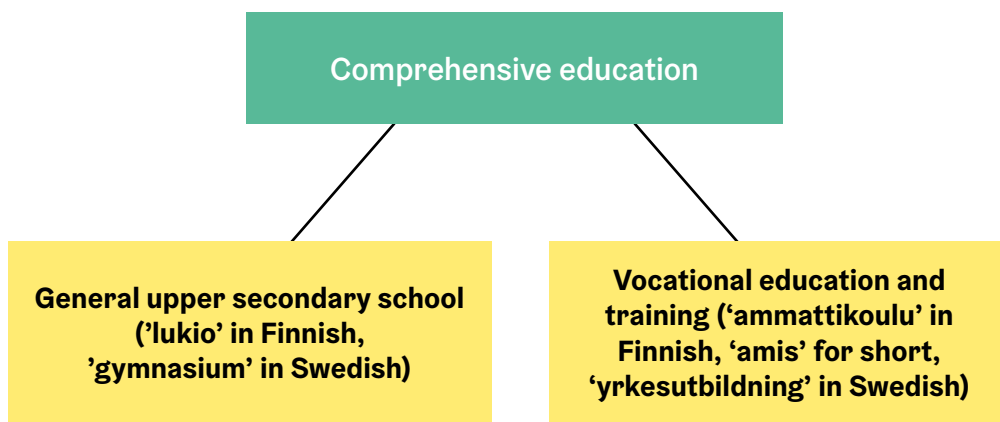 Comprehensive education
General upper secondary school
(’lukio’ in Finnish,
’gymnasium’ in Swedish)
Vocational education and
training (‘ammattikoulu’ in
Finnish, ‘amis’ for short,
‘yrkesutbildning’ in Swedish)